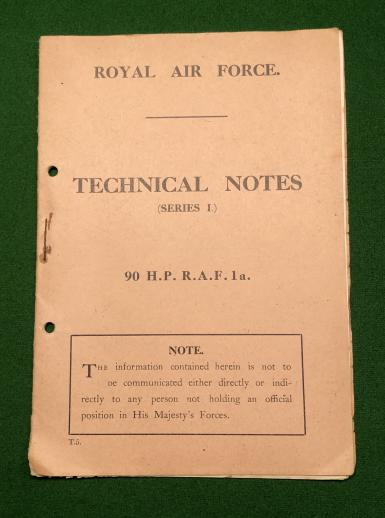 ROYAL AIR FORCE.
TECHNICAL NOTES
(SERIES I.)
90 H.P. R.A.F. 1a.
NOTE.
THE information contained herein is not to
be communicated either directly or indi-
rectly to any person not holding an official
position in His Majesty's Forces.
T.5.